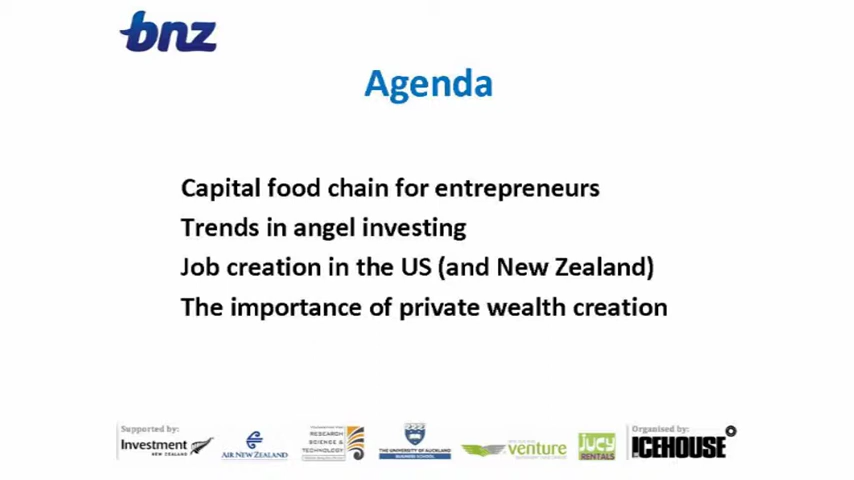 bnz
Agenda
Capital food chain for entrepreneurs
Trends in angel investing
Job creation in the US (and New Zealand)
The importance of private wealth creation
Supported by:
Investment
NEW ZEALAND
AIR NEW ZEALAND
RESEARCH
SCIENCE &
TECHNOLOGY
THE UNIVERSITY OF AUCKLAND
BUSINESS SCHOOL
venture
jucy
RENTALS
Organised by:
THE ICEHOUSE